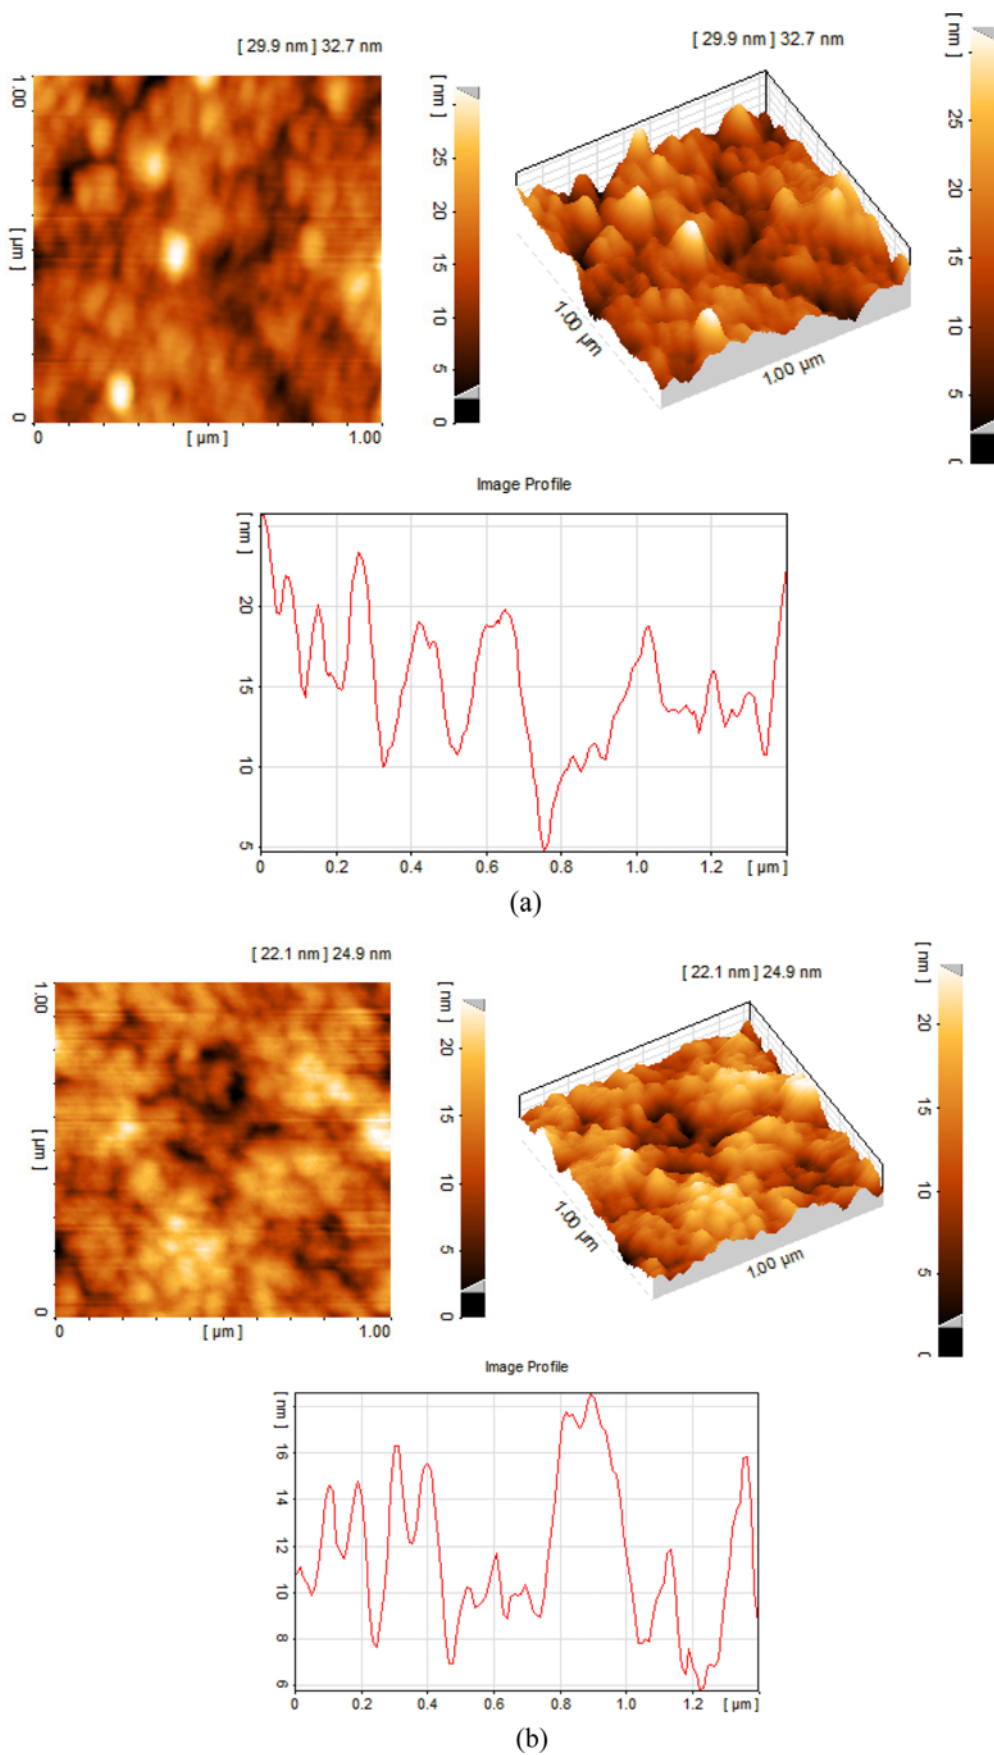 [ 29.9 nm ] 32.7 nm
[ 29.9 nm ] 32.7 nm
1.00
[ µm ]
0
0
[ µm ]
1.00
[ nm ]
25
20
15
10
5
0
1.00 µm
1.00 µm
[ nm ]
25
20
15
10
5
Image Profile
[ nm ]
20
15
10
5
0
0.2
0.4
0.6
0.8
1.0
1.2
[ µm ]
(a)
[ 22.1 nm ] 24.9 nm
[ 22.1 nm ] 24.9 nm
1.00
[ µm ]
0
0
[ µm ]
1.00
[ nm ]
20
15
10
5
0
1.00 µm
1.00 µm
[ nm ]
20
15
10
5
Image Profile
[ nm ]
16
14
12
10
8
6
0
0.2
0.4
0.6
0.8
1.0
1.2
[ µm ]
(b)